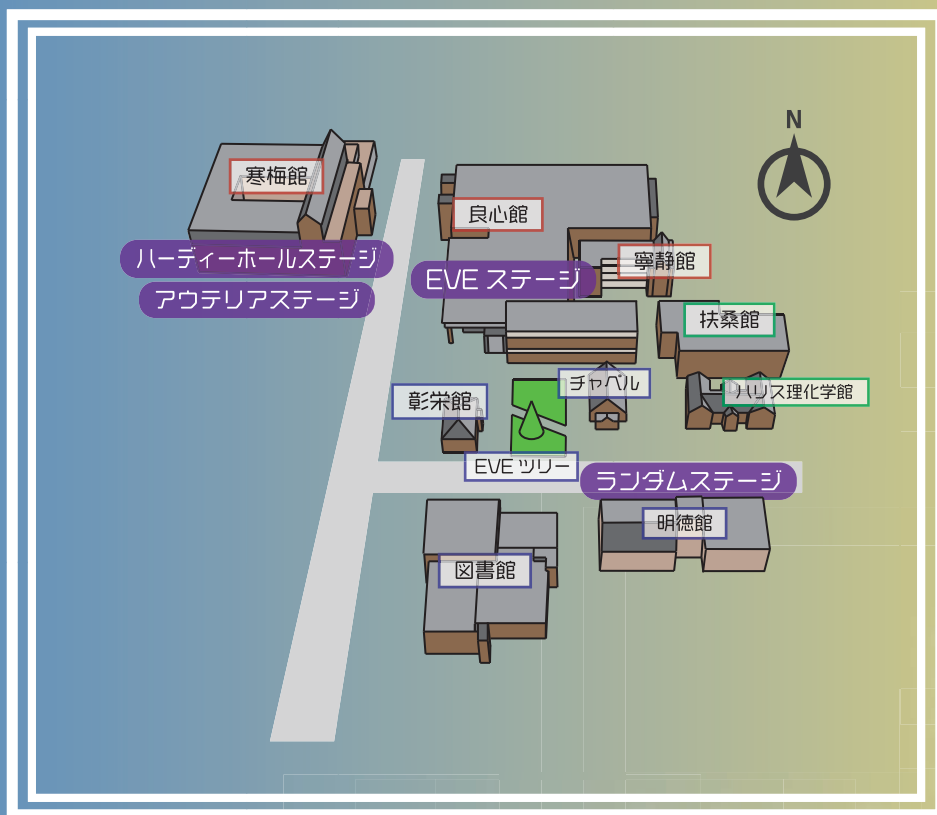 N
寒梅館
良心館
ハーディーホールステージ
寧静館
EVE ステージ
アウテリアステージ
扶桑館
チャペル
ハリス理化学館
彰栄館
EVE ツリー
ランダムステージ
明徳館
図書館